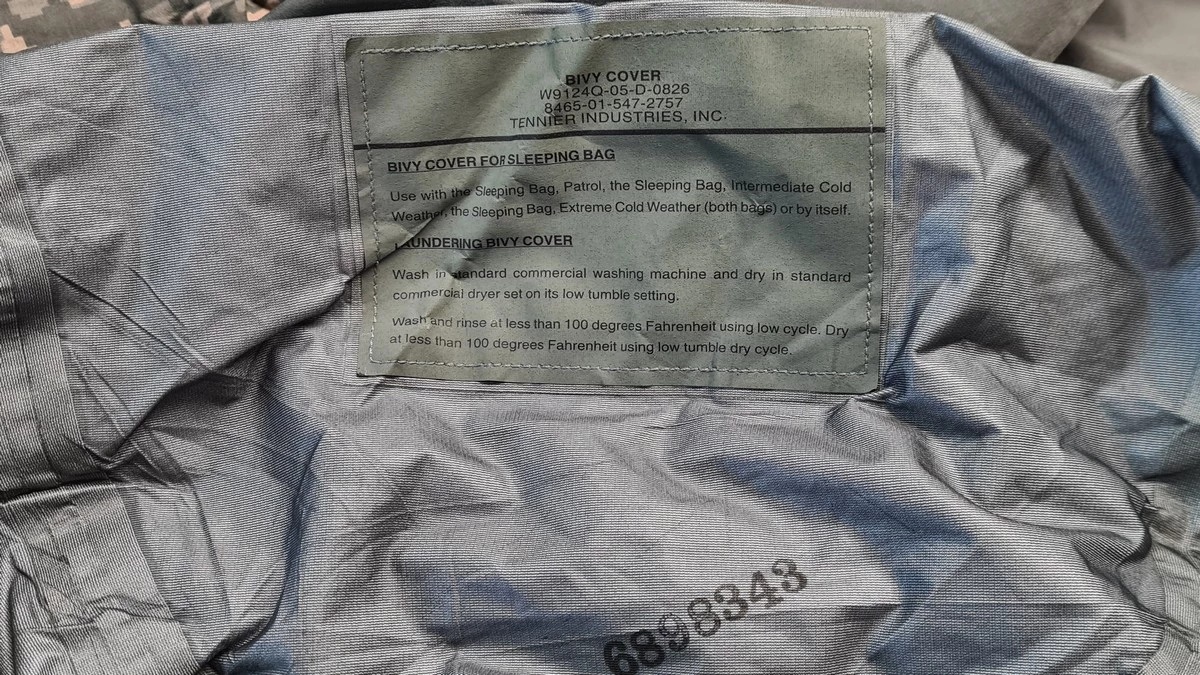 BIVY COVER
W9124Q-05-D-0826
8465-01-547-2757
TENNIER INDUSTRIES, INC.
BIVY COVER FOR SLEEPING BAG
Use with the Sleeping Bag, Patrol, the Sleeping Bag, Intermediate Cold
Weather, the Sleeping Bag, Extreme Cold Weather (both bags) or by itself.
LAUNDERING BIVY COVER
Wash in standard commercial washing machine and dry in standard
commercial dryer set on its low tumble setting.
Wash and rinse at less than 100 degrees Fahrenheit using low cycle. Dry
at less than 100 degrees Fahrenheit using low tumble dry cycle.
6898343